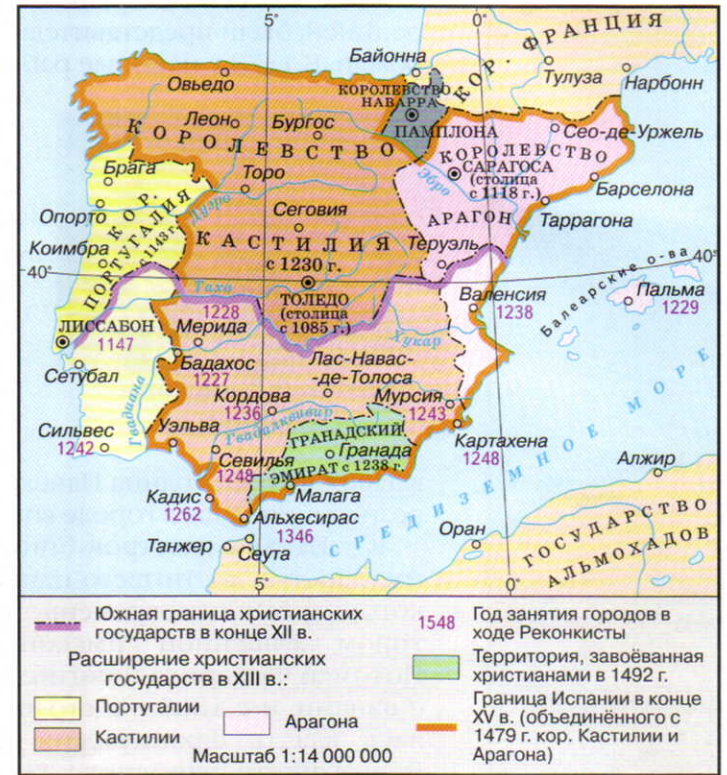 5°
0°
КОР. ФРАНЦИЯ
Байонна
Овьедо
Тулуза
Нарбонн
КОРОЛЕВСТВО
НАВАРРА
ПАМПЛОНА
Леон
Бургос
КОРОЛЕВСТВО
КАСТИЛИЯ
с 1230 г.
Сео-де-Уржель
КОРОЛЕВСТВО
АРАГОН
САРАГОСА
(столица
с 1118 г.)
Эбро
Барселона
Таррагона
Брага
Торо
Дуэро
Опорто
КОР.
ПОРТУГАЛИЯ
с 1143 г.
Сеговия
Коимбра
Теруэль
40°
40°
Тахо
ТОЛЕДО
(столица
с 1085 г.)
Валенсия
1238
Балеарские о-ва
Пальма
1229
ЛИССАБОН
1147
1228
Мерида
Хукар
Сетубал
Бадахос
1227
Лас-Навас-
-де-Толоса
Гвадиана
Кордова
1236
Мурсия
1243
Гвадалквивир
Сильвес
1242
Уэльва
Севилья
1248
ГРАНАДСКИЙ
Гранада
ЭМИРАТ с 1238 г.
Картахена
1248
СРЕДИЗЕМНОЕ МОРЕ
Алжир
Кадис
1262
Малага
Альхесирас
1346
Танжер
Сеута
Оран
ГОСУДАРСТВО
АЛЬМОХАДОВ
5°
0°
Южная граница христианских
государств в конце XII в.
Расширение христианских
государств в XIII в.:
Португалии
Кастилии
Арагона
Масштаб 1:14 000 000
1548
Год занятия городов в
ходе Реконкисты
Территория, завоёванная
христианами в 1492 г.
Граница Испании в конце
XV в. (объединённого с
1479 г. кор. Кастилии и
Арагона)